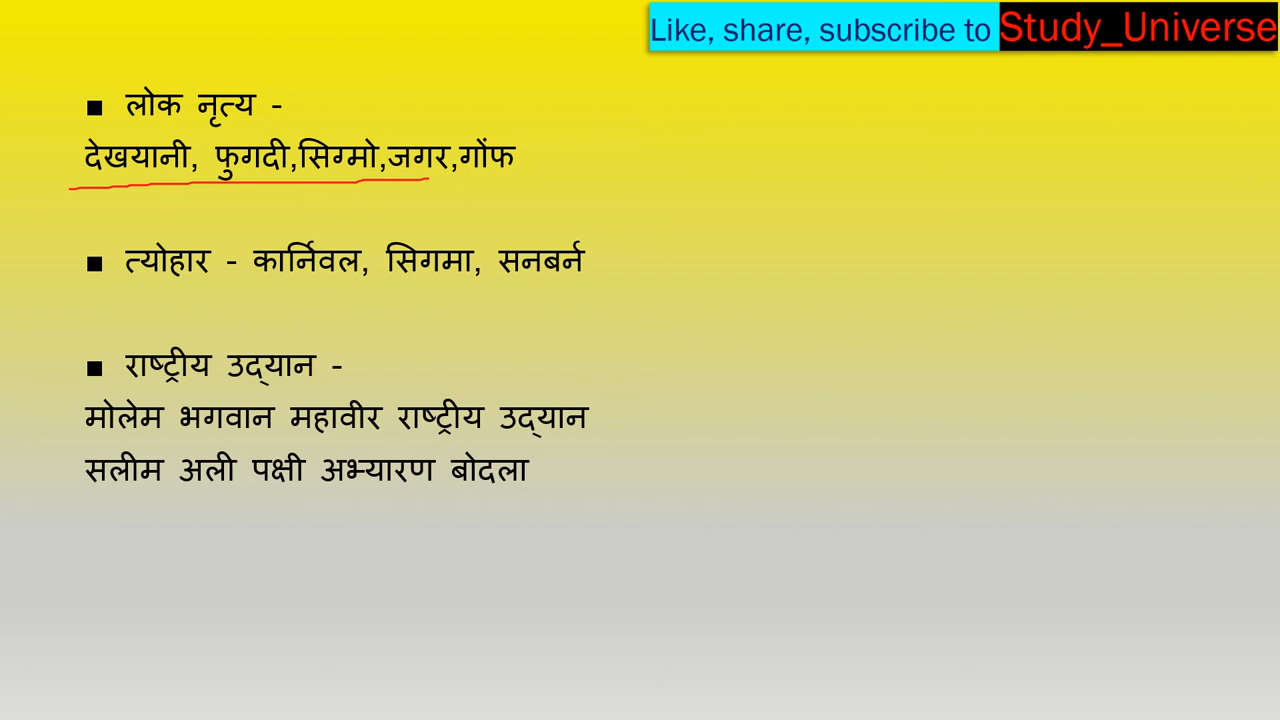 Like, share, subscribe to Study_Universe
▪ लोक नृत्य -
देखयानी, फुगदी,सिग्मो,जगर,गोंफ
▪ त्योहार - कार्निवल, सिगमा, सनबर्न
▪ राष्ट्रीय उद्यान -
मोलेम भगवान महावीर राष्ट्रीय उद्यान
सलीम अली पक्षी अभ्यारण बोदला